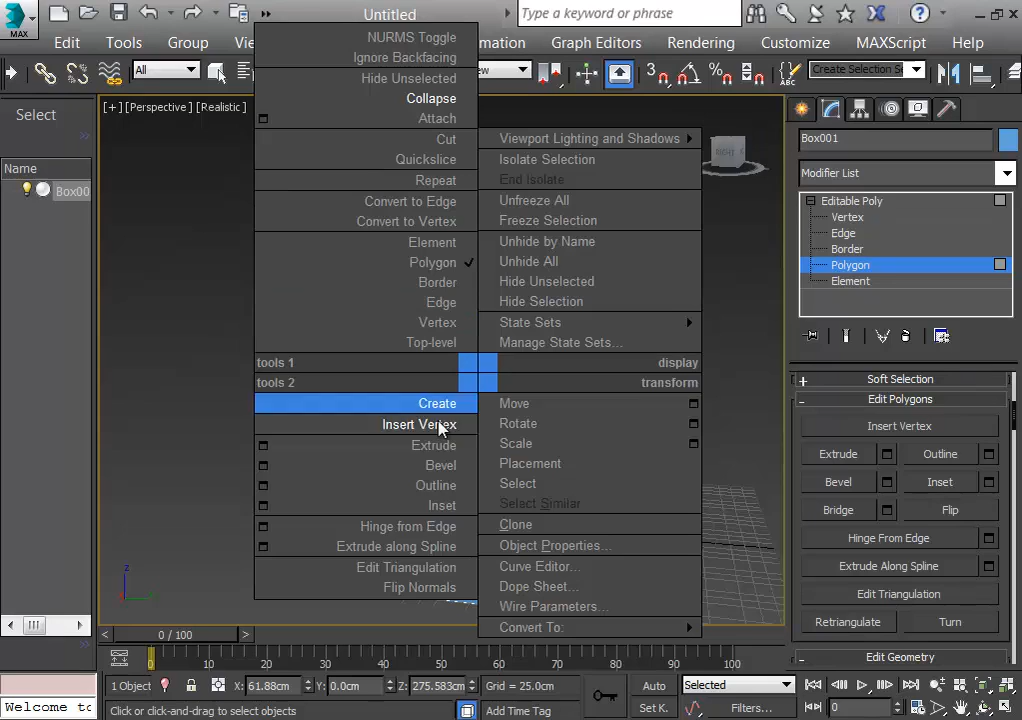 Untitled
Type a keyword or phrase
MAX
Edit Tools Group Animation Graph Editors Rendering Customize MAXScript Help
All
Create Selection Se
[+] [Perspective] [Realistic]
Select
Name
Box00
NURMS Toggle
Ignore Backfacing
Hide Unselected
Collapse
Attach
Cut
Quickslice
Repeat
Convert to Edge
Convert to Vertex
Element
Polygon
Border
Edge
Vertex
Top-level
tools 1
tools 2
Create
Insert Vertex
Extrude
Bevel
Outline
Inset
Hinge from Edge
Extrude along Spline
Edit Triangulation
Flip Normals
Viewport Lighting and Shadows
Isolate Selection
End Isolate
Unfreeze All
Freeze Selection
Unhide by Name
Unhide All
Hide Unselected
Hide Selection
State Sets
Manage State Sets...
display
transform
Move
Rotate
Scale
Placement
Select
Select Similar
Clone
Object Properties...
Curve Editor...
Dope Sheet...
Wire Parameters...
Convert To:
Box001
Modifier List
Editable Poly
Vertex
Edge
Border
Polygon
Element
+ Soft Selection
- Edit Polygons
Insert Vertex
Extrude Outline
Bevel Inset
Bridge Flip
Hinge From Edge
Extrude Along Spline
Edit Triangulation
Retriangulate Turn
- Edit Geometry
z
< 0 / 100 >
0 10 20 30 40 50 60 70 80 90 100
1 Object X: 61.88cm Y: 0.0cm Z: 275.583cm Grid = 25.0cm Auto Selected
Welcome to Click or click-and-drag to select objects Add Time Tag Set K. Filters... 0